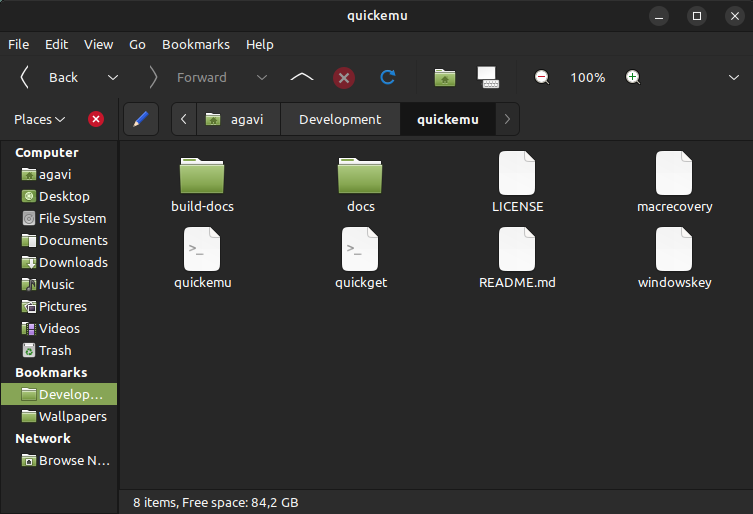 quickemu
File Edit View Go Bookmarks Help
Back Forward 100%
Places agavi Development quickemu
Computer
agavi
Desktop
File System
Documents
Downloads
Music
Pictures
Videos
Trash
Bookmarks
Develop...
Wallpapers
Network
Browse N...
build-docs docs LICENSE macrecovery
>_ >_
quickemu quickget README.md windowskey
8 items, Free space: 84,2 GB